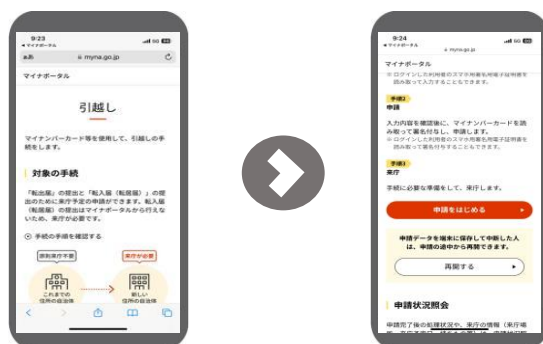 9:23
5G
◀ マイナポータル
ああ
myna.go.jp
マイナポータル
引越し
マイナンバーカード等を使用して、引越しの手
続をします。
対象の手続
「転出届」の提出と「転入届（転居届）」の提
出のために来庁予定の申請ができます。転入届
（転居届）の提出はマイナポータルから行えな
いため、来庁が必要です。
手続の手順を確認する
原則来庁不要
来庁が必要
これまでの
住所の自治体
新しい
住所の自治体
9:24
5G
◀ マイナポータル
myna.go.jp
マイナポータル
※ログインした利用者のスマホ用署名用電子証明書を
読み取って入力することもできます。
手順2
申請
入力内容を確認後に、マイナンバーカードを読
み取って署名付与し、申請します。
※ログインした利用者のスマホ用署名用電子証明書を
読み取って署名付与することもできます。
手順3
来庁
手続に必要な準備をして、来庁します。
申請をはじめる
申請データを端末に保存して中断した人
は、申請の途中から再開できます。
再開する
申請状況照会
申請完了後の処理状況や、来庁の情報（来庁場